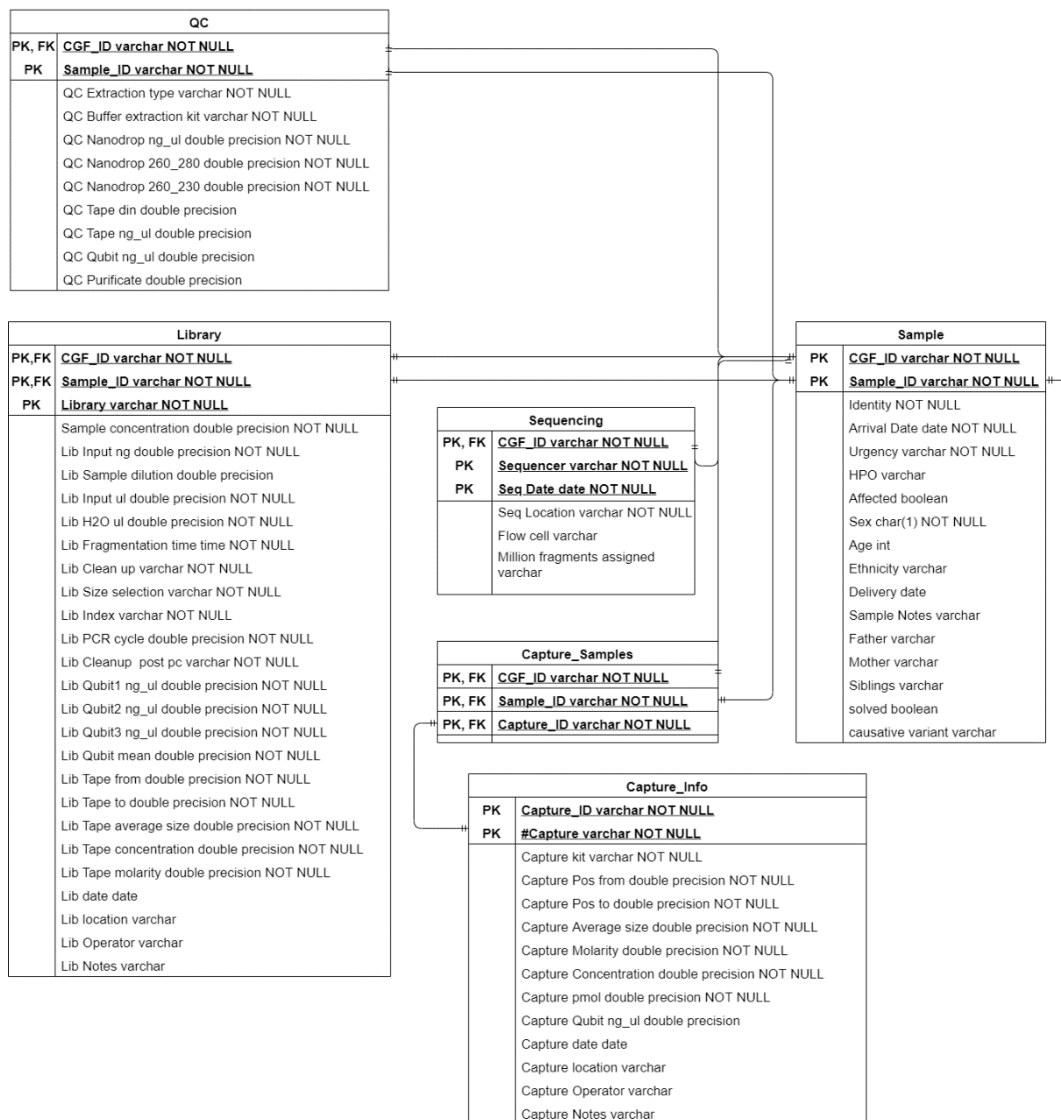 QC
PK, FK CGF_ID varchar NOT NULL
PK Sample_ID varchar NOT NULL
QC Extraction type varchar NOT NULL
QC Buffer extraction kit varchar NOT NULL
QC Nanodrop ng_ul double precision NOT NULL
QC Nanodrop 260_280 double precision NOT NULL
QC Nanodrop 260_230 double precision NOT NULL
QC Tape din double precision
QC Tape ng_ul double precision
QC Qubit ng_ul double precision
QC Purificate double precision
Library
PK,FK CGF_ID varchar NOT NULL
PK,FK Sample_ID varchar NOT NULL
PK Library varchar NOT NULL
Sample concentration double precision NOT NULL
Lib Input ng double precision NOT NULL
Lib Sample dilution double precision
Lib Input ul double precision NOT NULL
Lib H2O ul double precision NOT NULL
Lib Fragmentation time time NOT NULL
Lib Clean up varchar NOT NULL
Lib Size selection varchar NOT NULL
Lib Index varchar NOT NULL
Lib PCR cycle double precision NOT NULL
Lib Cleanup post pc varchar NOT NULL
Lib Qubit1 ng_ul double precision NOT NULL
Lib Qubit2 ng_ul double precision NOT NULL
Lib Qubit3 ng_ul double precision NOT NULL
Lib Qubit mean double precision NOT NULL
Lib Tape from double precision NOT NULL
Lib Tape to double precision NOT NULL
Lib Tape average size double precision NOT NULL
Lib Tape concentration double precision NOT NULL
Lib Tape molarity double precision NOT NULL
Lib date date
Lib location varchar
Lib Operator varchar
Lib Notes varchar
Sequencing
PK, FK CGF_ID varchar NOT NULL
PK Sequencer varchar NOT NULL
PK Seq Date date NOT NULL
Seq Location varchar NOT NULL
Flow cell varchar
Million fragments assigned
varchar
Capture_Samples
PK, FK CGF_ID varchar NOT NULL
PK, FK Sample_ID varchar NOT NULL
PK, FK Capture_ID varchar NOT NULL
Capture_Info
PK Capture_ID varchar NOT NULL
PK #Capture varchar NOT NULL
Capture kit varchar NOT NULL
Capture Pos from double precision NOT NULL
Capture Pos to double precision NOT NULL
Capture Average size double precision NOT NULL
Capture Molarity double precision NOT NULL
Capture Concentration double precision NOT NULL
Capture pmol double precision NOT NULL
Capture Qubit ng_ul double precision
Capture date date
Capture location varchar
Capture Operator varchar
Capture Notes varchar
Sample
PK CGF_ID varchar NOT NULL
PK Sample_ID varchar NOT NULL
Identity NOT NULL
Arrival Date date NOT NULL
Urgency varchar NOT NULL
HPO varchar
Affected boolean
Sex char(1) NOT NULL
Age int
Ethnicity varchar
Delivery date
Sample Notes varchar
Father varchar
Mother varchar
Siblings varchar
solved boolean
causative variant varchar